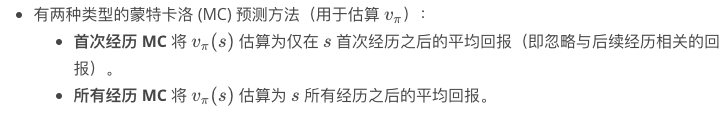 • 有两种类型的蒙特卡洛 (MC) 预测方法（用于估算 vπ）：
• 首次经历 MC 将 vπ(s) 估算为仅在 s 首次经历之后的平均回报（即忽略与后续经历相关的回
报）。
• 所有经历 MC 将 vπ(s) 估算为 s 所有经历之后的平均回报。